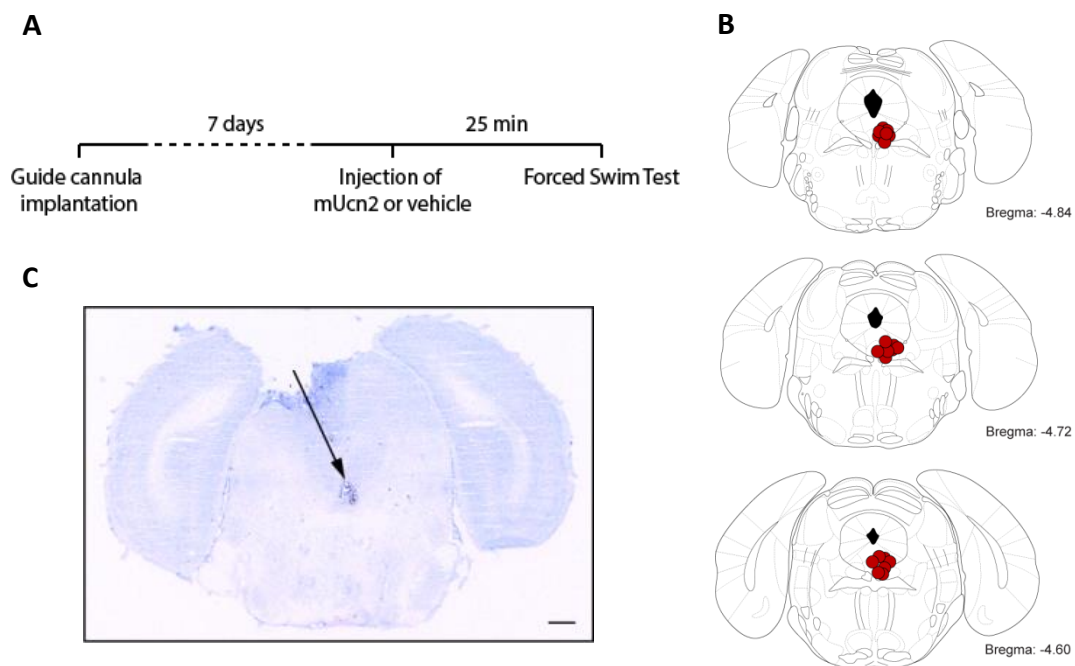 A
7 days
25 min
Guide cannula
implantation
Injection of
mUcn2 or vehicle
Forced Swim Test
B
Bregma: -4.84
Bregma: -4.72
Bregma: -4.60
C